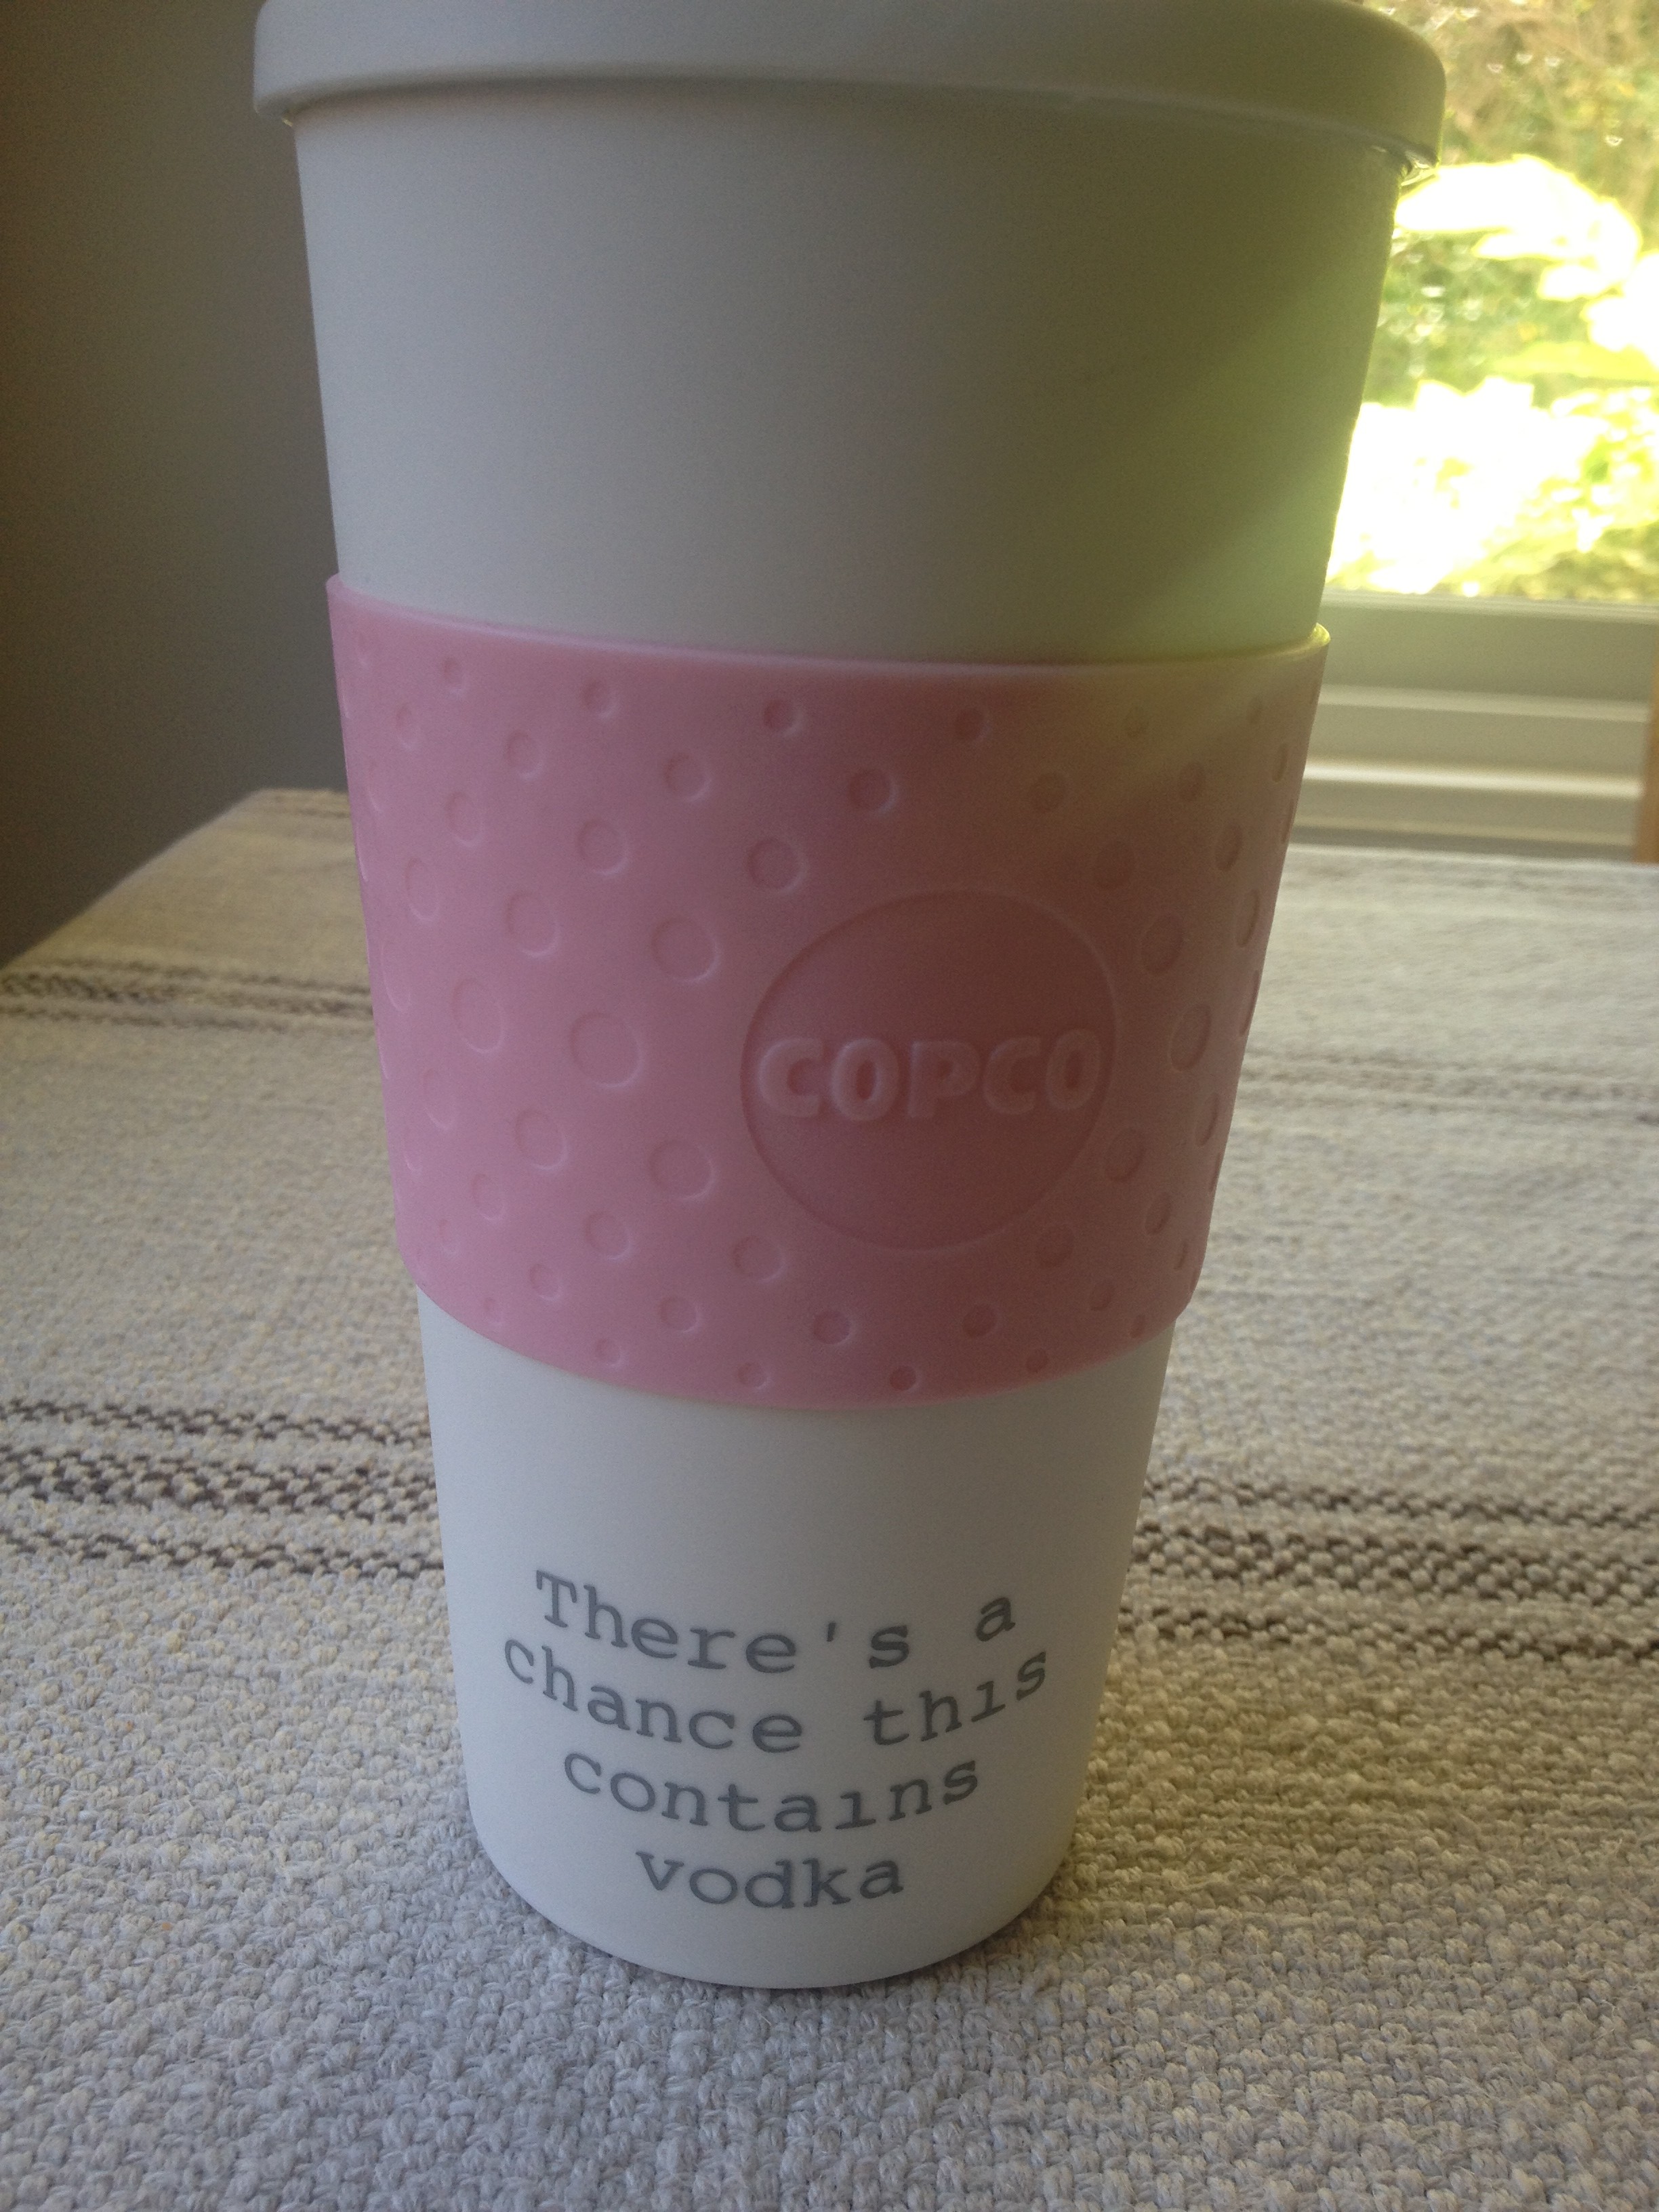 COPCO
There's a
chance this
contains
vodka